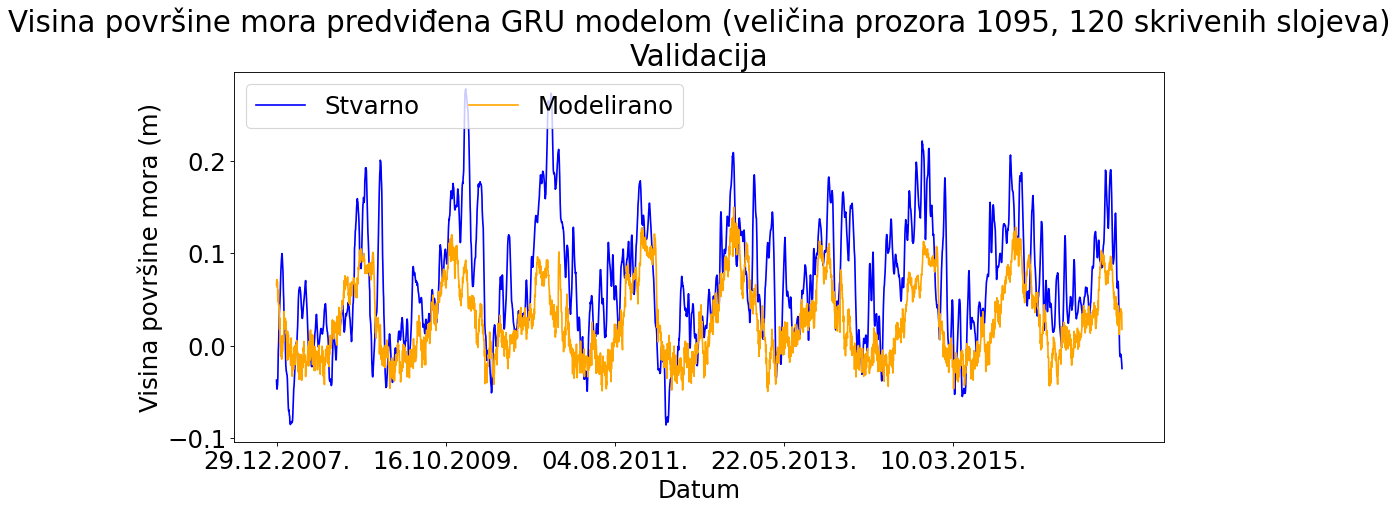 Visina površine mora predviđena GRU modelom (veličina prozora 1095, 120 skrivenih slojeva)
Validacija
Stvarno
Modelirano
Visina površine mora (m)
0.2
0.1
0.0
−0.1
29.12.2007.
16.10.2009.
04.08.2011.
22.05.2013.
10.03.2015.
Datum